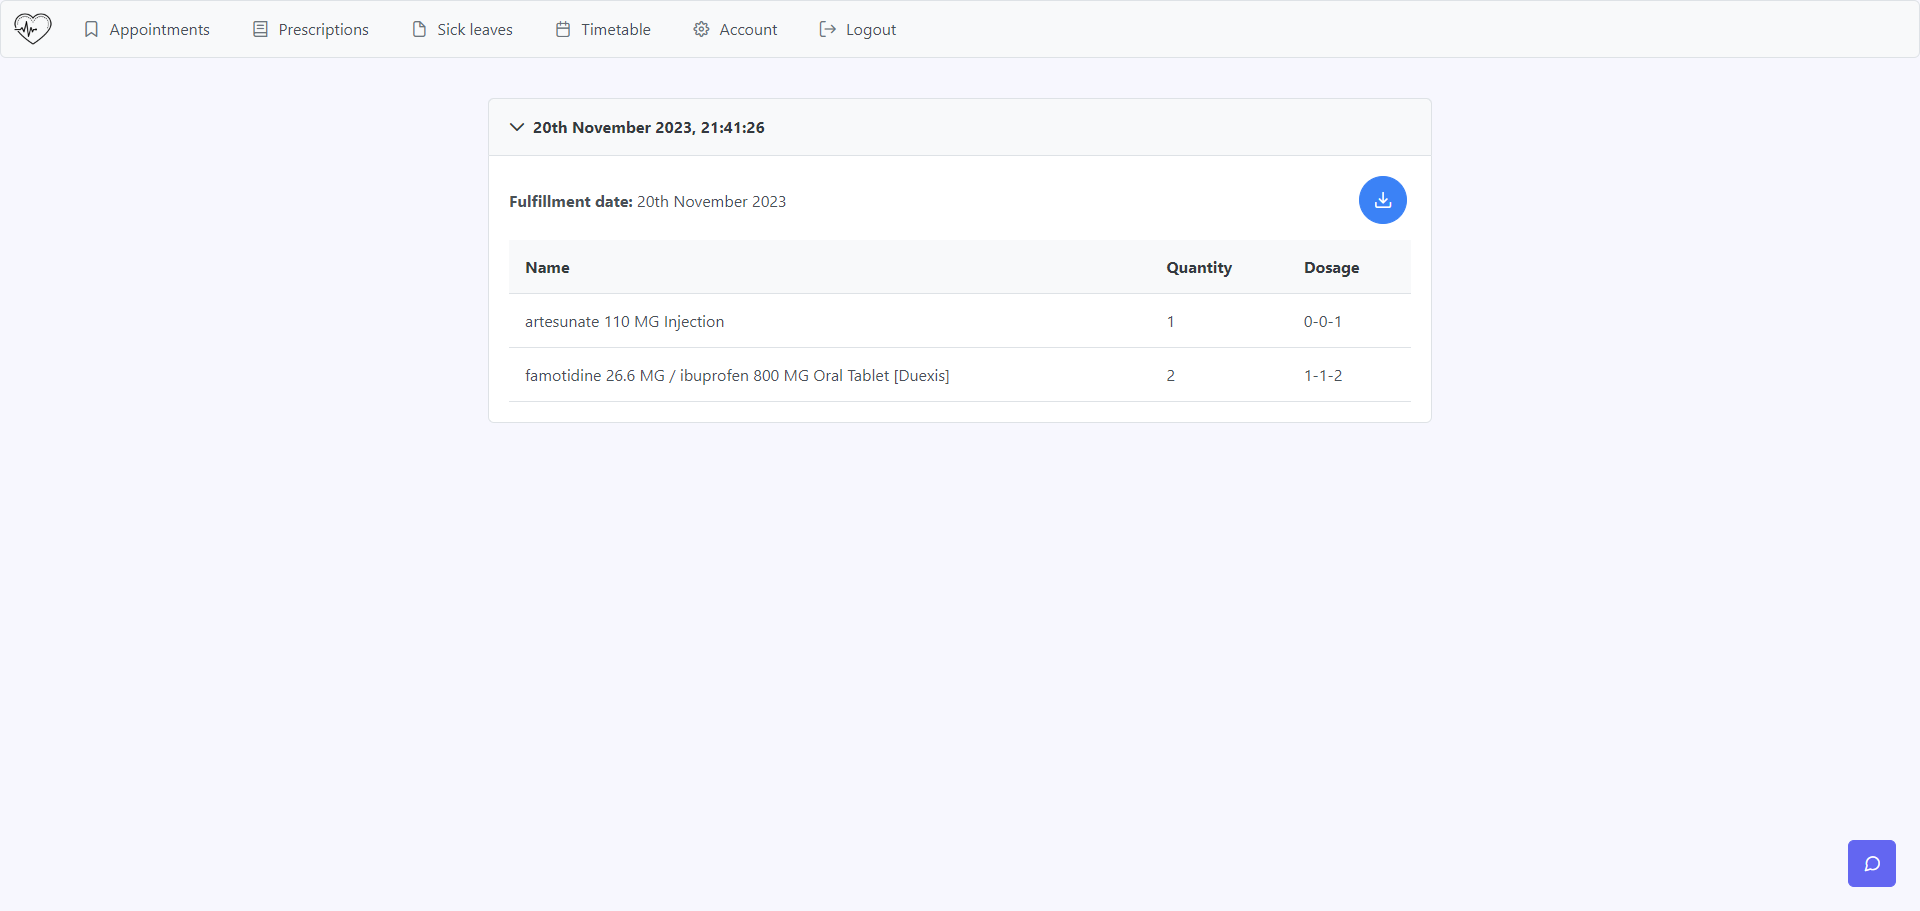 Appointments Prescriptions Sick leaves Timetable Account Logout
20th November 2023, 21:41:26
Fulfillment date: 20th November 2023
Name Quantity Dosage
artesunate 110 MG Injection 1 0-0-1
famotidine 26.6 MG / ibuprofen 800 MG Oral Tablet [Duexis] 2 1-1-2